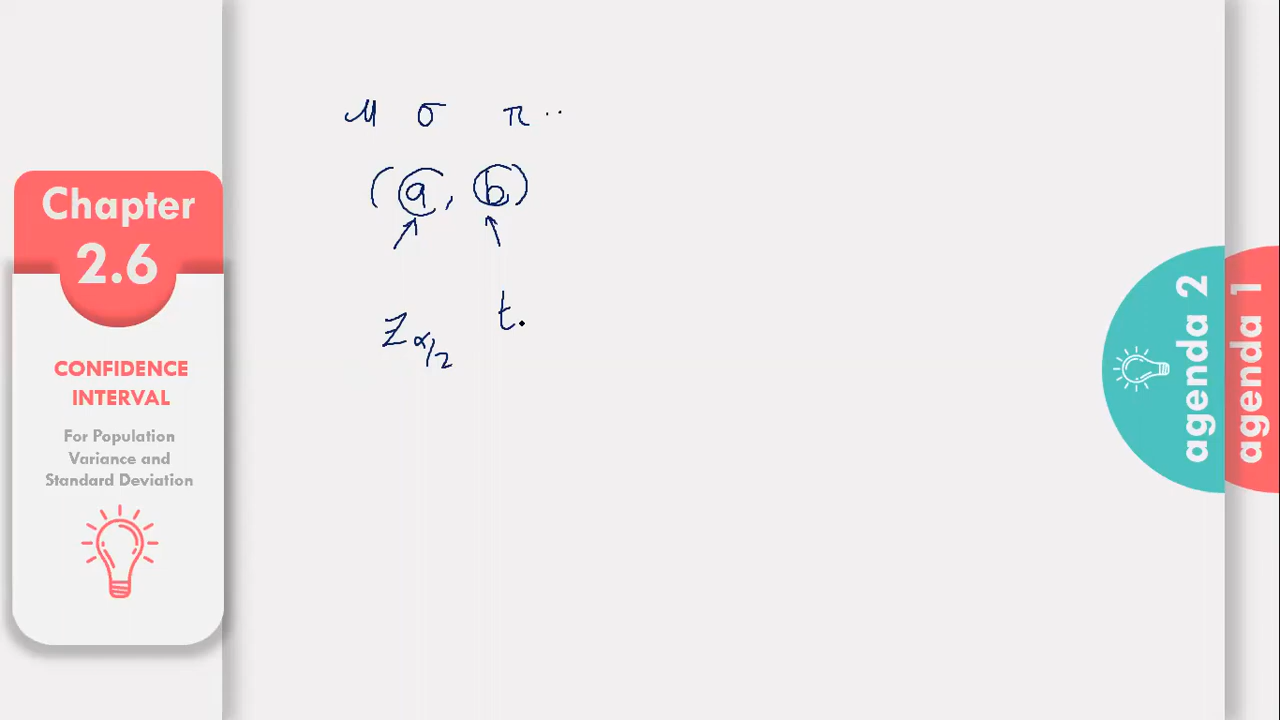 Chapter
2.6
CONFIDENCE
INTERVAL
For Population
Variance and
Standard Deviation
μ σ π ..
(a, b)
Z α/2 t.
agenda 2
agenda 1